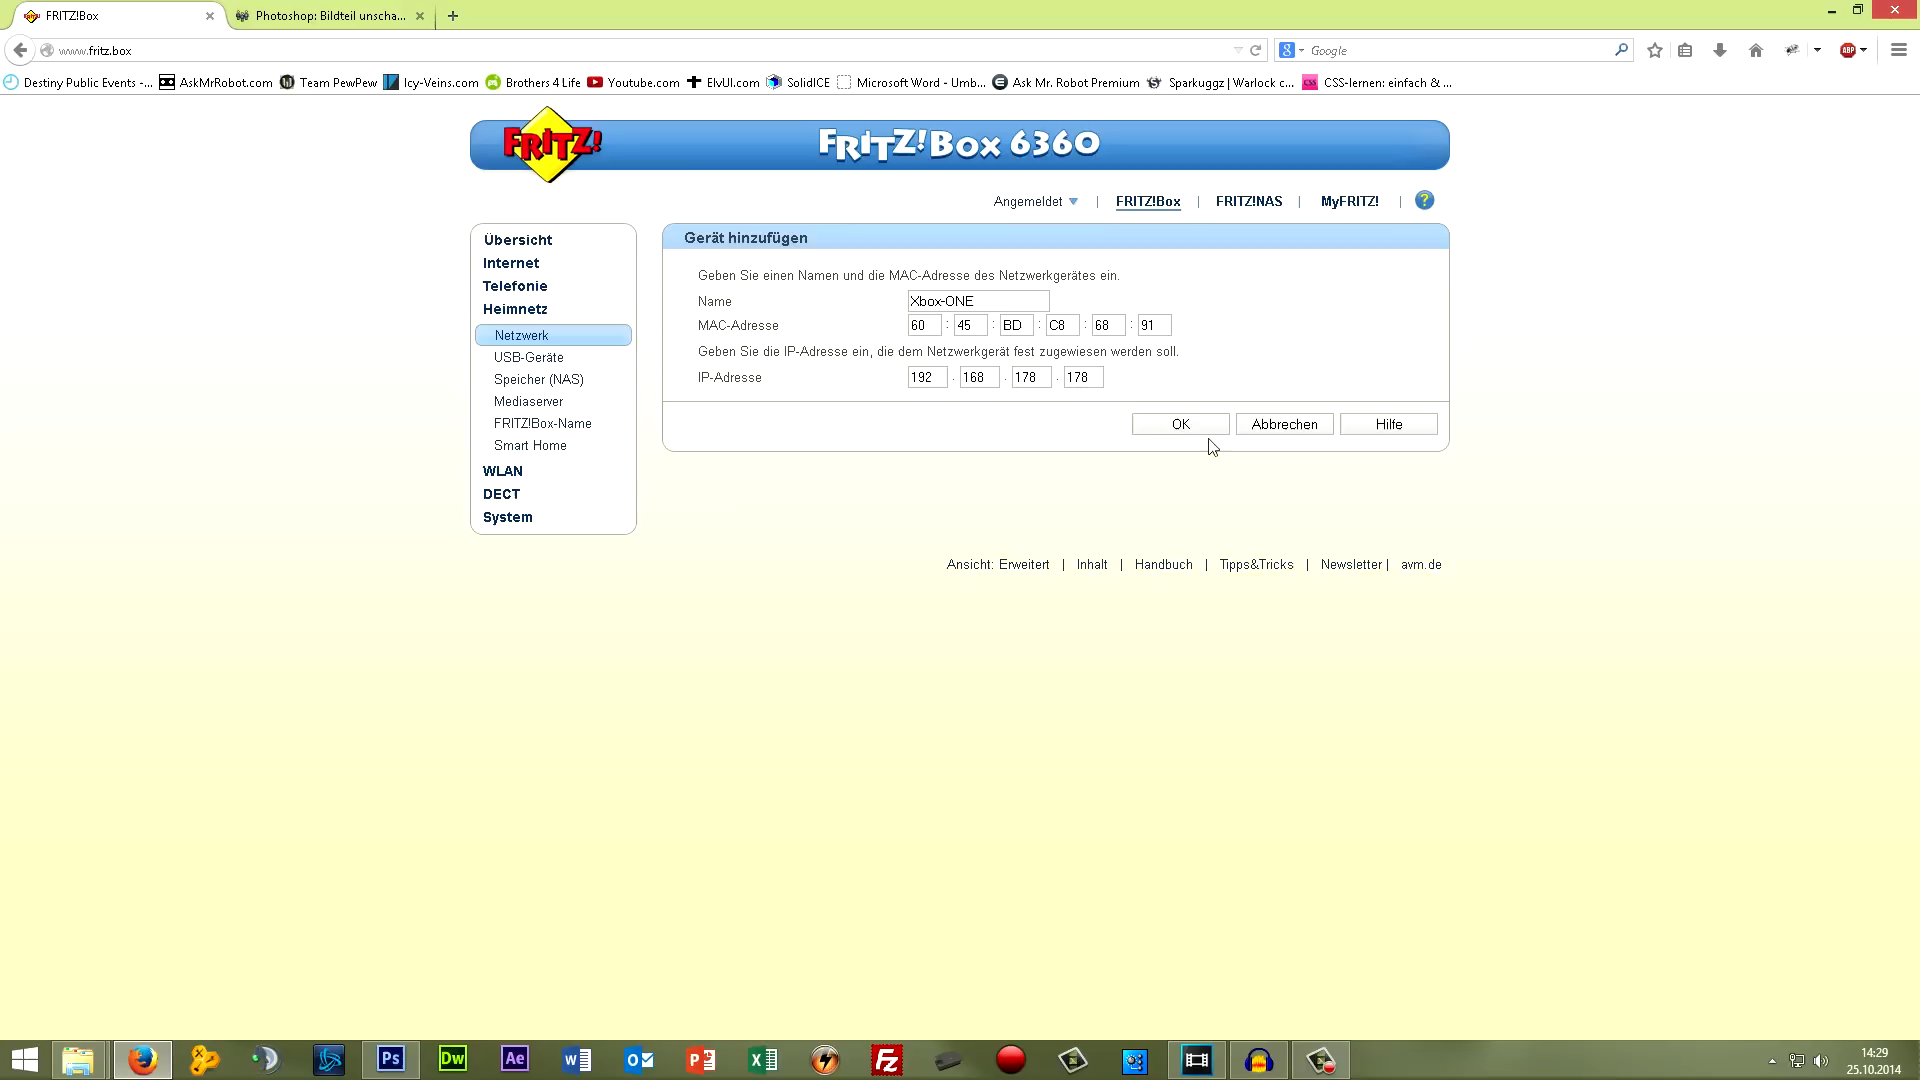 FRITZ!Box
Photoshop: Bildteil unscha...
www.fritz.box
Google
Destiny Public Events -...
AskMrRobot.com
Team PewPew
Icy-Veins.com
Brothers 4 Life
Youtube.com
ElvUI.com
SolidICE
Microsoft Word - Umb...
Ask Mr. Robot Premium
Sparkuggz | Warlock c...
CSS-lernen: einfach & ...
FRITZ!
FRITZ!Box 6360
Angemeldet | FRITZ!Box | FRITZ!NAS | MyFRITZ! | ?
Übersicht
Internet
Telefonie
Heimnetz
Netzwerk
USB-Geräte
Speicher (NAS)
Mediaserver
FRITZ!Box-Name
Smart Home
WLAN
DECT
System
Gerät hinzufügen
Geben Sie einen Namen und die MAC-Adresse des Netzwerkgerätes ein.
Name Xbox-ONE
MAC-Adresse 60 : 45 : BD : C8 : 68 : 91
Geben Sie die IP-Adresse ein, die dem Netzwerkgerät fest zugewiesen werden soll.
IP-Adresse 192 . 168 . 178 . 178
OK
Abbrechen
Hilfe
Ansicht: Erweitert | Inhalt | Handbuch | Tipps&Tricks | Newsletter | avm.de
Ps
Dw
Ae
14:29
25.10.2014